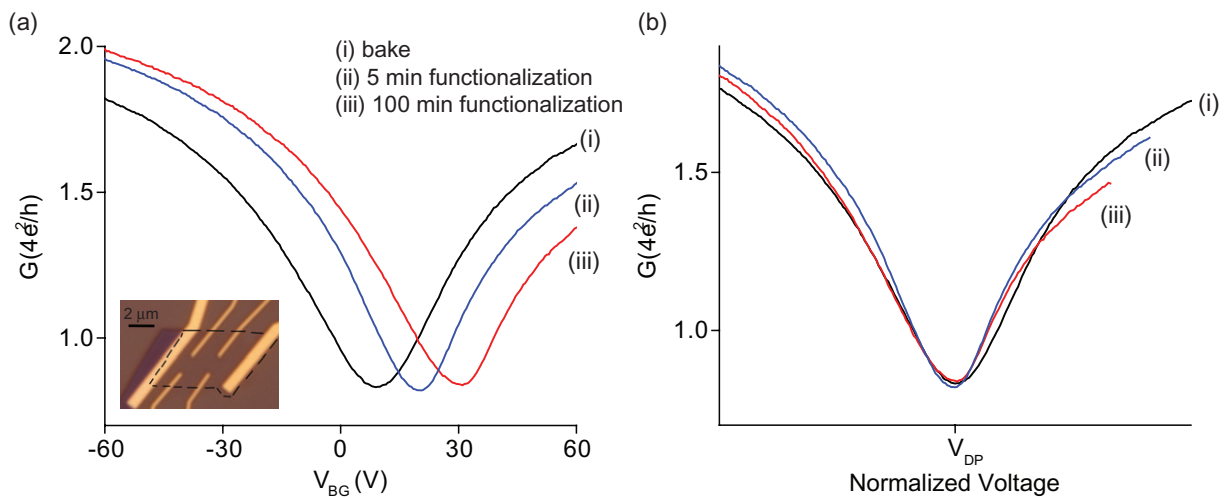 (a)
(i) bake
(ii) 5 min functionalization
(iii) 100 min functionalization
2.0
1.5
1.0
G(4e²/h)
(i)
(ii)
(iii)
2 μm
-60
-30
0
30
60
V_BG (V)
(b)
1.5
1.0
G(4e²/h)
(i)
(ii)
(iii)
V_DP
Normalized Voltage